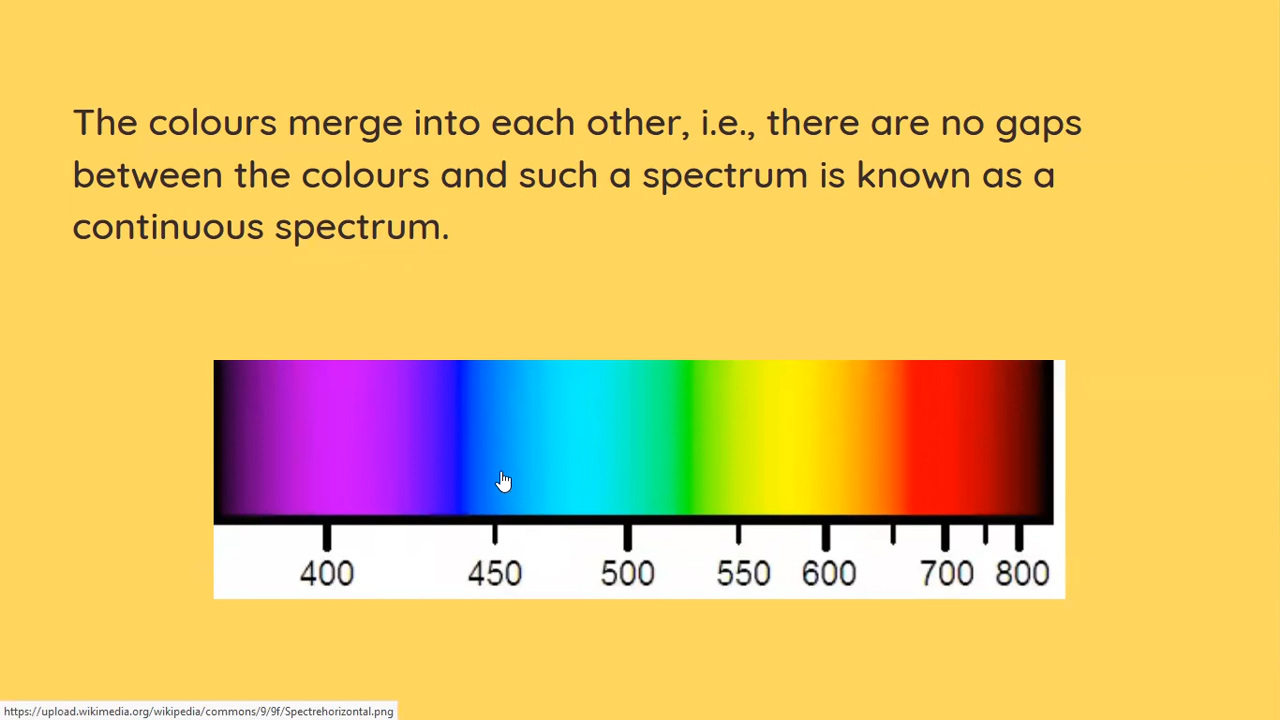 The colours merge into each other, i.e., there are no gaps
between the colours and such a spectrum is known as a
continuous spectrum.
400 450 500 550 600 700 800
https://upload.wikimedia.org/wikipedia/commons/9/9f/Spectrehorizontal.png